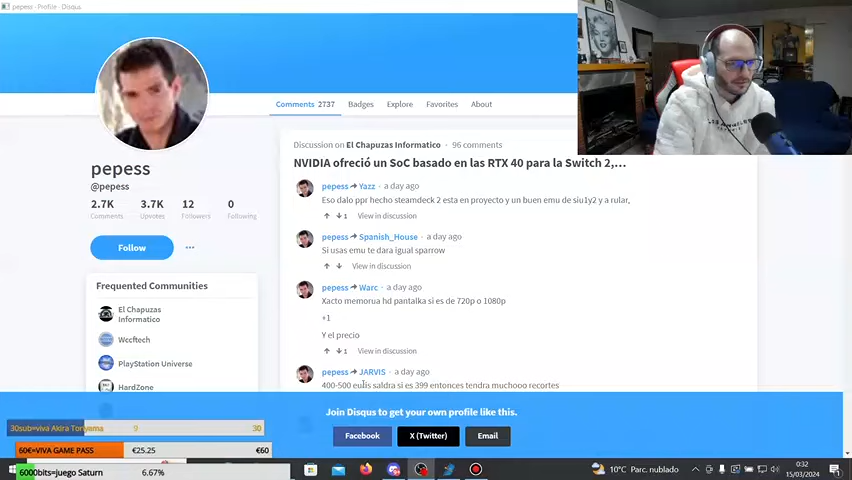 pepess - Profile - Disqus
Comments 2737
Badges
Explore
Favorites
About
pepess
@pepess
2.7K
3.7K
12
0
Comments
Upvotes
Followers
Following
Follow
Frequented Communities
El Chapuzas
Informatico
Wccftech
PlayStation Universe
HardZone
Discussion on El Chapuzas Informatico · 96 comments
NVIDIA ofreció un SoC basado en las RTX 40 para la Switch 2,...
pepess Yazz · a day ago
Eso dalo ppr hecho steamdeck 2 esta en proyecto y un buen emu de siu1y2 y a rular,
1 View in discussion
pepess Spanish_House · a day ago
Si usas emu te dara igual sparrow
View in discussion
pepess Warc · a day ago
Xacto memorua hd pantalka si es de 720p o 1080p
+1
Y el precio
1 View in discussion
pepess JARVIS · a day ago
400-500 eulis saldra si es 399 entonces tendra muchooo recortes
Join Disqus to get your own profile like this.
Facebook
X (Twitter)
Email
30sub=viva Akira Toriyama 9 30
60€=VIVA GAME PASS €25.25 €60
6000bits=juego Saturn 6.67%
10°C Parc. nublado
0:32
15/03/2024